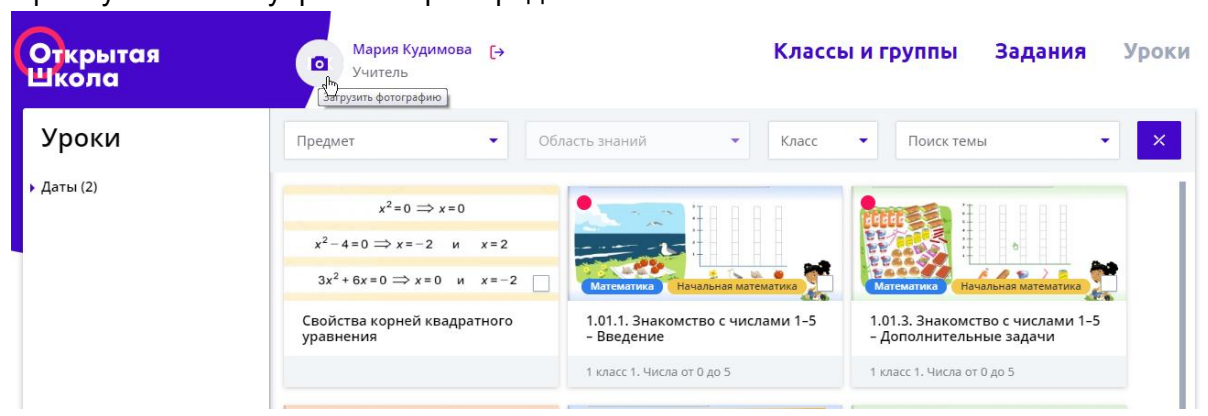 Открытая
Школа
Мария Кудимова
Учитель
Загрузить фотографию
Классы и группы Задания Уроки
Уроки
Даты (2)
Предмет Область знаний Класс Поиск темы
x²=0 ⟹ x=0
x²−4=0 ⟹ x=−2 и x=2
3x²+6x=0 ⟹ x=0 и x=−2
Свойства корней квадратного
уравнения
Математика Начальная математика
1.01.1. Знакомство с числами 1–5
– Введение
1 класс 1. Числа от 0 до 5
Математика Начальная математика
1.01.3. Знакомство с числами 1–5
– Дополнительные задачи
1 класс 1. Числа от 0 до 5